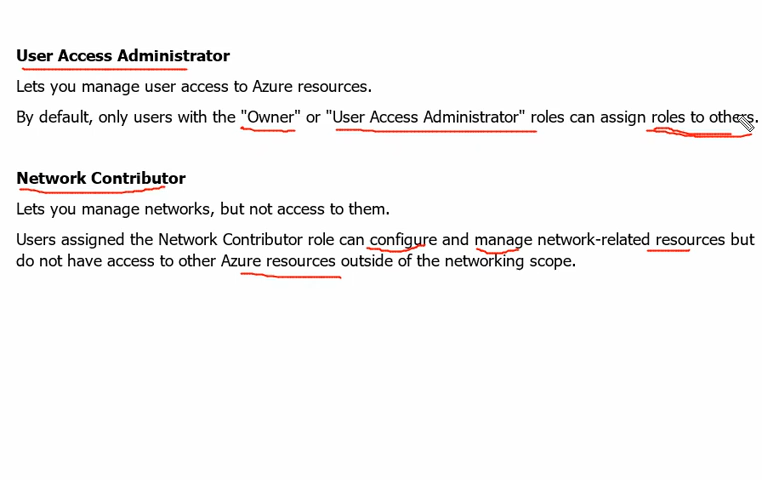 User Access Administrator
Lets you manage user access to Azure resources.
By default, only users with the "Owner" or "User Access Administrator" roles can assign roles to others.
Network Contributor
Lets you manage networks, but not access to them.
Users assigned the Network Contributor role can configure and manage network-related resources but
do not have access to other Azure resources outside of the networking scope.